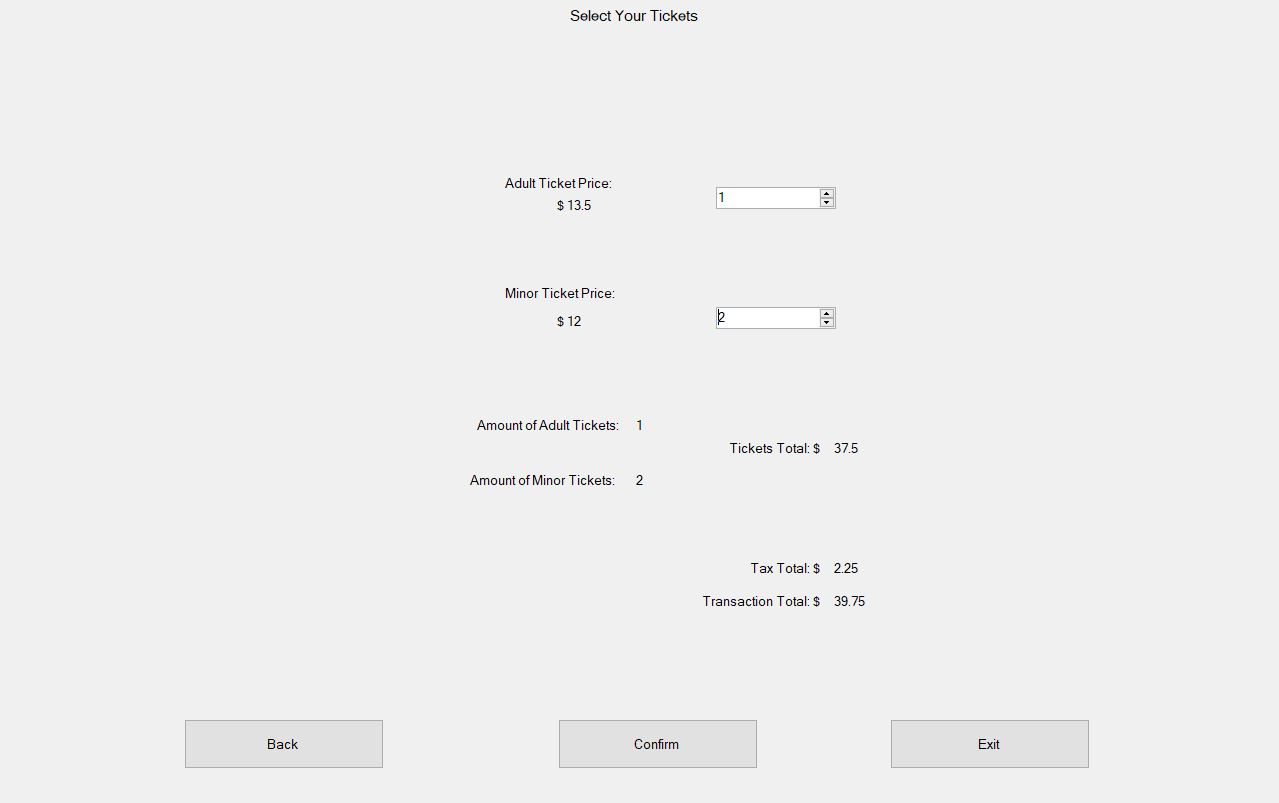 Select Your Tickets
Adult Ticket Price:
$ 13.5
1
Minor Ticket Price:
$ 12
2
Amount of Adult Tickets: 1
Tickets Total: $ 37.5
Amount of Minor Tickets: 2
Tax Total: $ 2.25
Transaction Total: $ 39.75
Back Confirm Exit